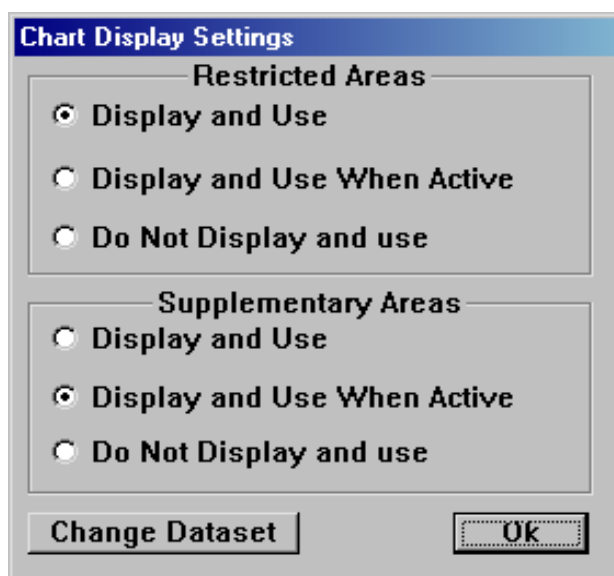 Chart Display Settings
Restricted Areas
Display and Use
Display and Use When Active
Do Not Display and use
Supplementary Areas
Display and Use
Display and Use When Active
Do Not Display and use
Change Dataset
Ok